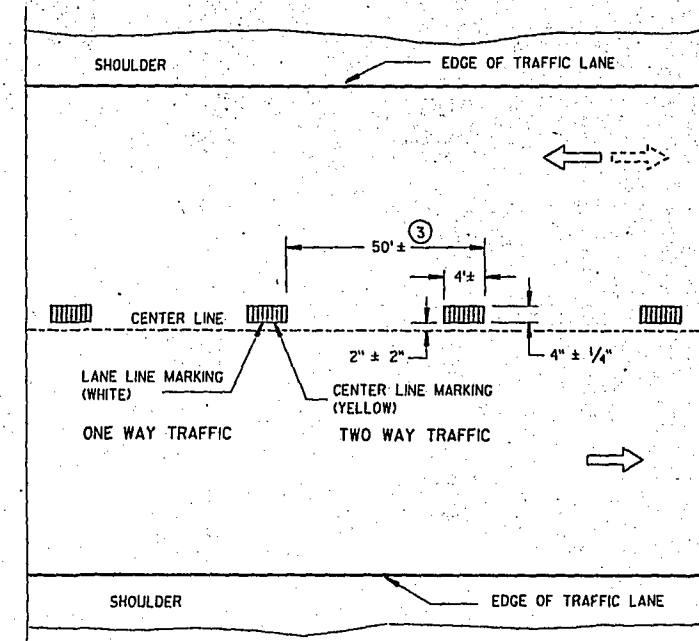 SHOULDER
EDGE OF TRAFFIC LANE
50'± ③
4'±
CENTER LINE
2" ± 2"
4" ± 1/4"
LANE LINE MARKING
(WHITE)
CENTER LINE MARKING
(YELLOW)
ONE WAY TRAFFIC
TWO WAY TRAFFIC
SHOULDER
EDGE OF TRAFFIC LANE